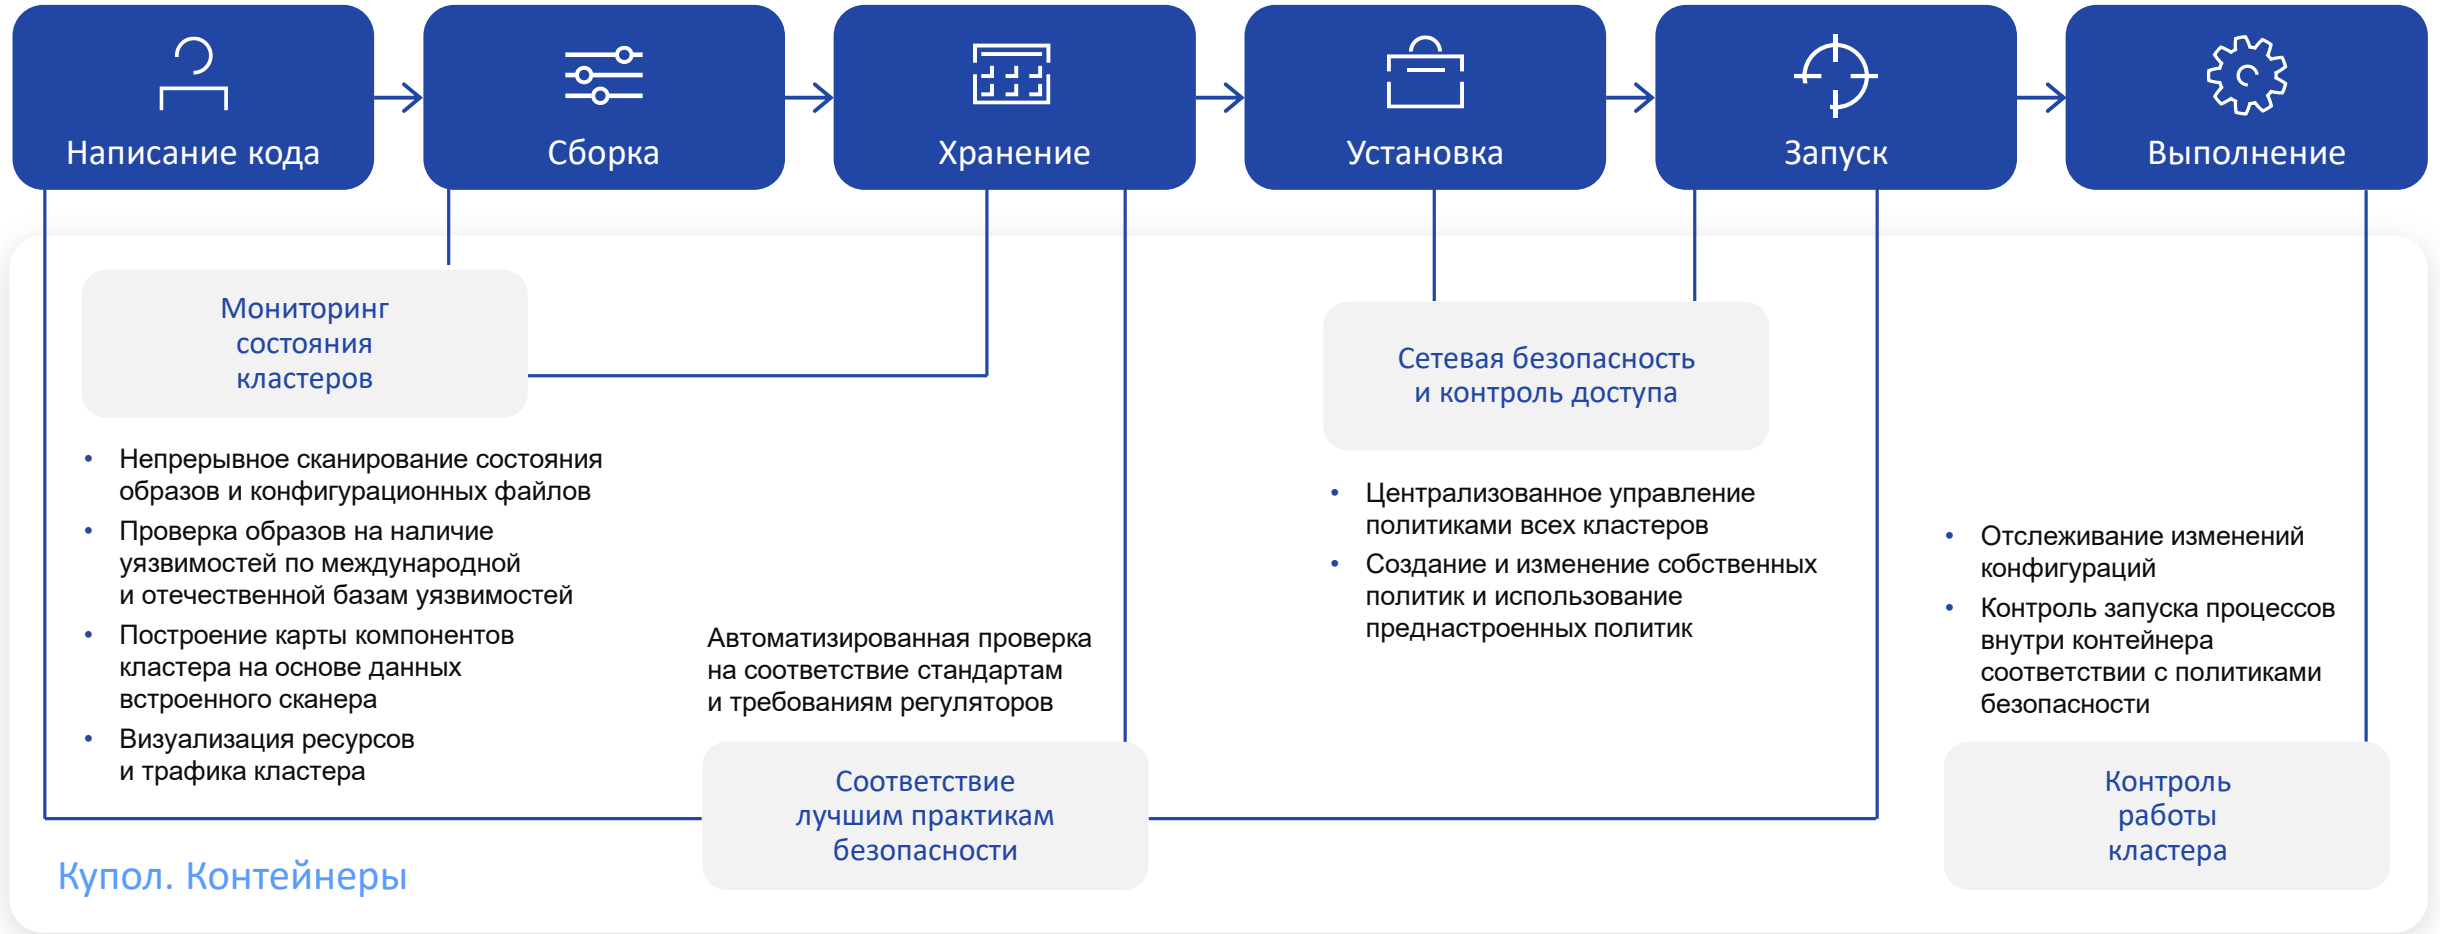 Написание кода
Сборка
Хранение
Установка
Запуск
Выполнение
Мониторинг
состояния
кластеров
• Непрерывное сканирование состояния
образов и конфигурационных файлов
• Проверка образов на наличие
уязвимостей по международной
и отечественной базам уязвимостей
• Построение карты компонентов
кластера на основе данных
встроенного сканера
• Визуализация ресурсов
и трафика кластера
Автоматизированная проверка
на соответствие стандартам
и требованиям регуляторов
Соответствие
лучшим практикам
безопасности
Сетевая безопасность
и контроль доступа
• Централизованное управление
политиками всех кластеров
• Создание и изменение собственных
политик и использование
преднастроенных политик
• Отслеживание изменений
конфигураций
• Контроль запуска процессов
внутри контейнера
соответствии с политиками
безопасности
Контроль
работы
кластера
Купол. Контейнеры